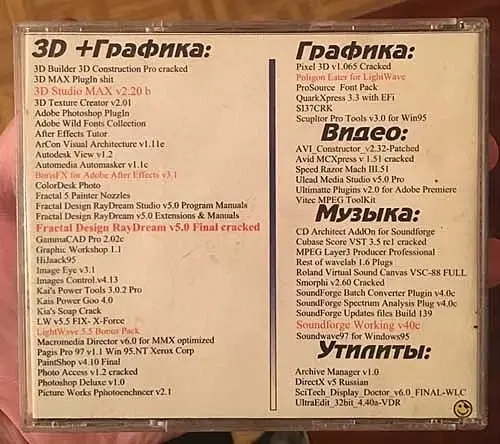 3D +Графика:
3D Builder 3D Construction Pro cracked
3D MAX PlugIn shit
3D Studio MAX v2.20 b
3D Texture Creator v2.01
Adobe Photoshop PlugIn
Adobe Wild Fonts Collection
After Effects Tutor
ArCon Visual Architecture v1.11e
Autodesk View v1.2
Automedia Automasker v1.1c
BorisFX for Adobe After Effects v3.1
ColorDesk Photo
Fractal 5 Painter Nozzles
Fractal Design RayDream Studio v5.0 Program Manuals
Fractal Design RayDream v5.0 Extensions & Manuals
Fractal Design RayDream v5.0 Final cracked
GammaCAD Pro 2.02c
Graphic Workshop 1.1
HiJaak95
Image Eye v3.1
Images Control.v4.13
Kai's Power Tools 3.0.2 Pro
Kais Power Goo 4.0
Kia's Soap Crack
LW v5.5 FIX- X-Force
LightWave 5.5 Bonus Pack
Macromedia Director v6.0 for MMX optimized
Pagis Pro 97 v1.1 Win 95.NT Xerox Corp
PaintShop v4.10 Final
Photo Access v1.2 cracked
Photoshop Deluxe v1.0
Picture Works Pphotoenchncer v2.1
Графика:
Pixel 3D v1.065 Cracked
Poligon Eater for LightWave
ProSource Font Pack
QuarkXpress 3.3 with EFi
Sl37CRK
Scupltor Pro Tools v3.0 for Win95
Видео:
AVI_Constructor_v2.32-Patched
Avid MCXpress v 1.51 cracked
Speed Razor Mach III.51
Ulead Media Studio v5.0 Pro
Ultimatte Plugins v2.0 for Adobe Premiere
Vitec MPEG ToolKit
Музыка:
CD Architect AddOn for Soundforge
Cubase Score VST 3.5 rc1 cracked
MPEG Layer3 Producer Professional
Rest of wavelab 1.6 Plugs
Roland Virtual Sound Canvas VSC-88 FULL
Smorphi v2.60 Cracked
SoundForge Batch Converter Plugin v4.0c
SoundForge Spectrum Analysis Plug v4.0c
SoundForge Updates files Build 139
Soundforge Working v40c
Soundwave97 for Windows95
Утилиты:
Archive Manager v1.0
DirectX v5 Russian
SciTech_Display_Doctor_v6.0_FINAL-WLC
UltraEdit_32bit_4.40a-VDR